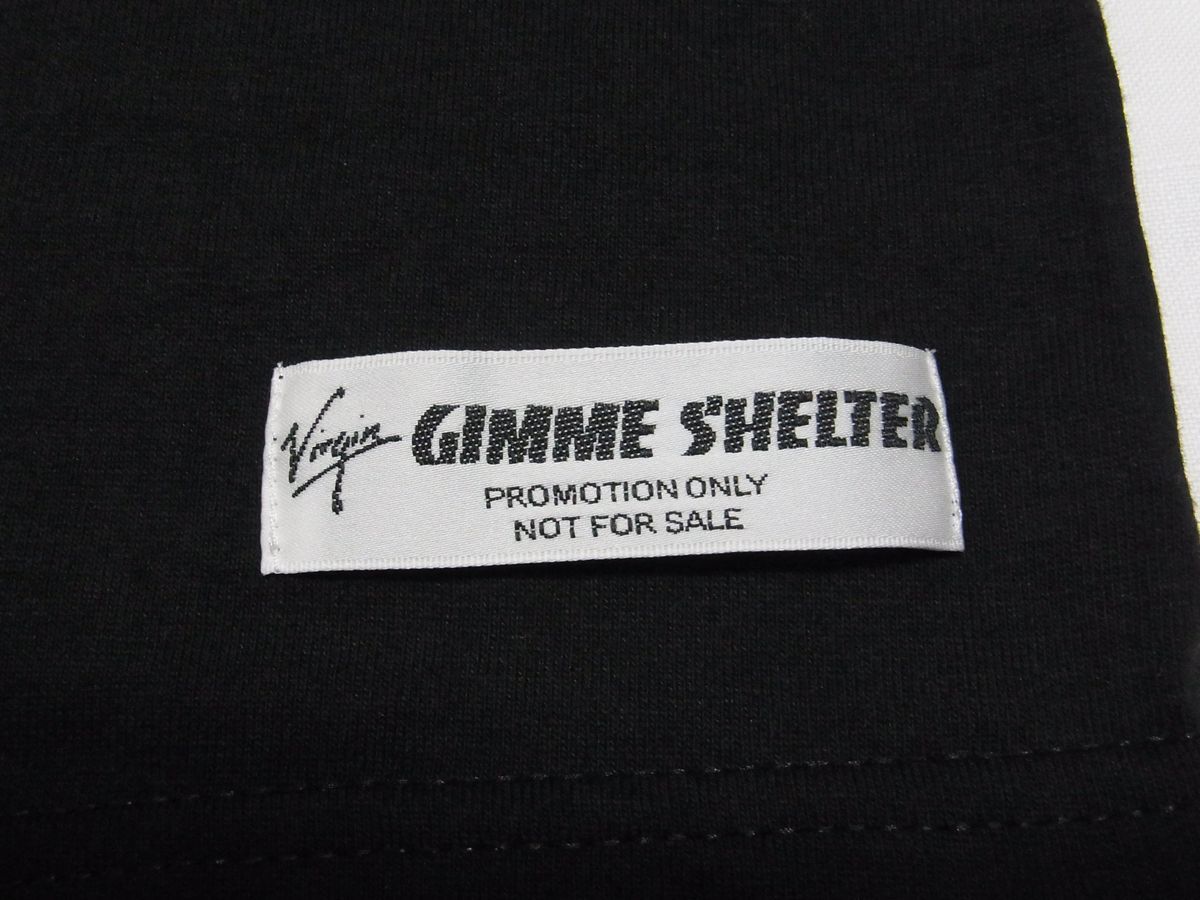 Virgin GIMME SHELTER
PROMOTION ONLY
NOT FOR SALE